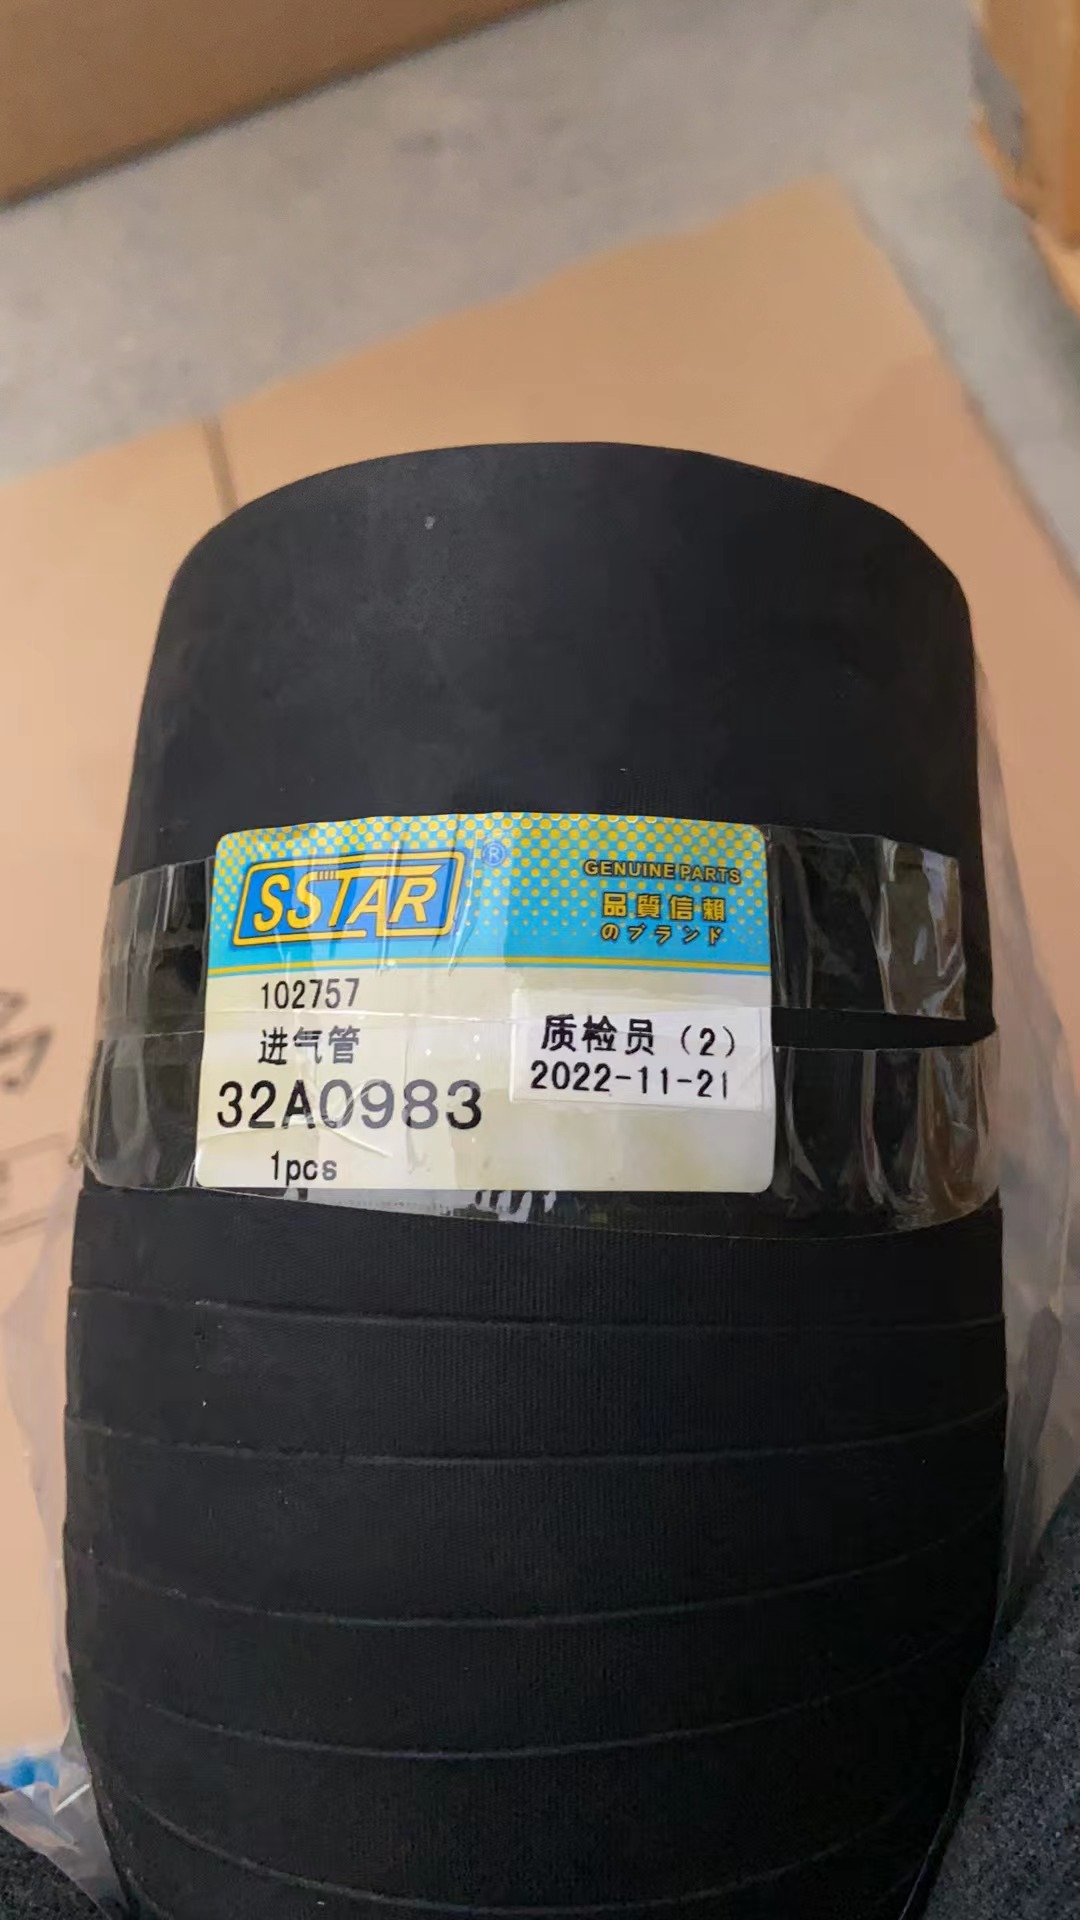 SSTAR ®
GENUINE PARTS
品質信頼
のブランド
102757
进气管
32A0983
1pcs
质检员（2）
2022-11-21